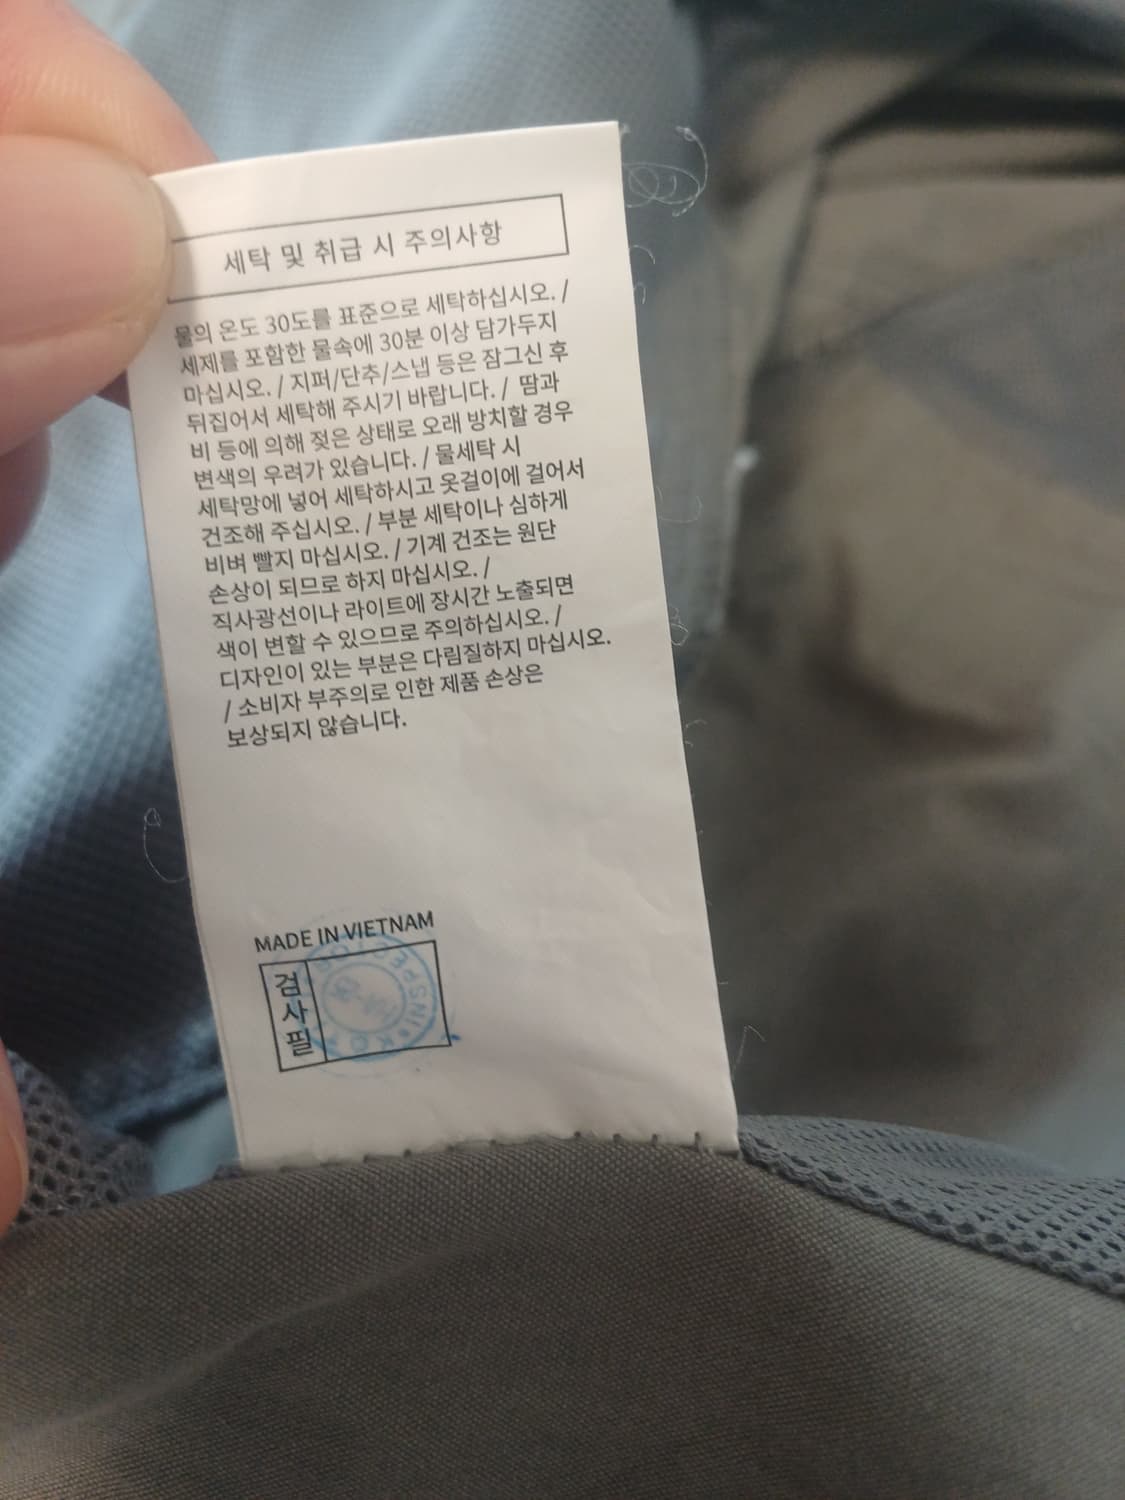 세탁 및 취급 시 주의사항
물의 온도 30도를 표준으로 세탁하십시오. /
세제를 포함한 물속에 30분 이상 담가두지
마십시오. / 지퍼/단추/스냅 등은 잠그신 후
뒤집어서 세탁해 주시기 바랍니다. / 땀과
비 등에 의해 젖은 상태로 오래 방치할 경우
변색의 우려가 있습니다. / 물세탁 시
세탁망에 넣어 세탁하시고 옷걸이에 걸어서
건조해 주십시오. / 부분 세탁이나 심하게
비벼 빨지 마십시오. / 기계 건조는 원단
손상이 되므로 하지 마십시오. /
직사광선이나 라이트에 장시간 노출되면
색이 변할 수 있으므로 주의하십시오. /
디자인이 있는 부분은 다림질하지 마십시오.
/ 소비자 부주의로 인한 제품 손상은
보상되지 않습니다.
MADE IN VIETNAM
검사필